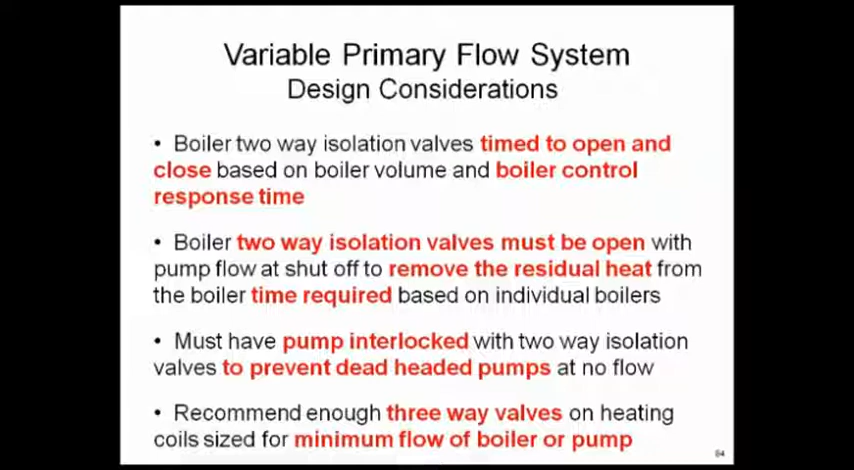 Variable Primary Flow System
Design Considerations
• Boiler two way isolation valves timed to open and
close based on boiler volume and boiler control
response time
• Boiler two way isolation valves must be open with
pump flow at shut off to remove the residual heat from
the boiler time required based on individual boilers
• Must have pump interlocked with two way isolation
valves to prevent dead headed pumps at no flow
• Recommend enough three way valves on heating
coils sized for minimum flow of boiler or pump
84